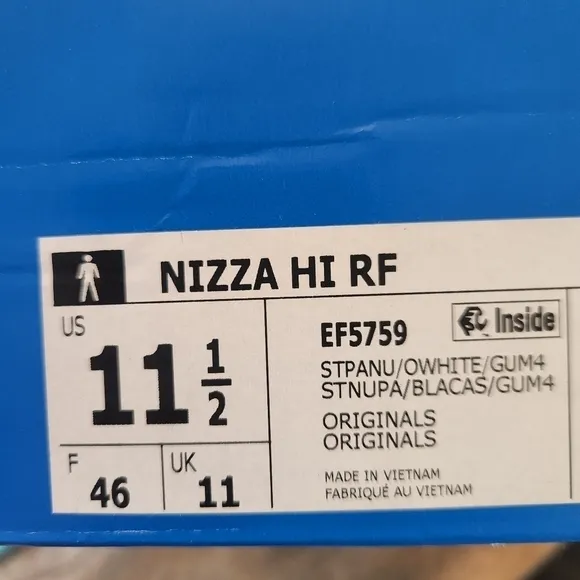 NIZZA HI RF
US
11 1/2
F
46
UK
11
EF5759
Inside
STPANU/OWHITE/GUM4
STNUPA/BLACAS/GUM4
ORIGINALS
ORIGINALS
MADE IN VIETNAM
FABRIQUÉ AU VIETNAM